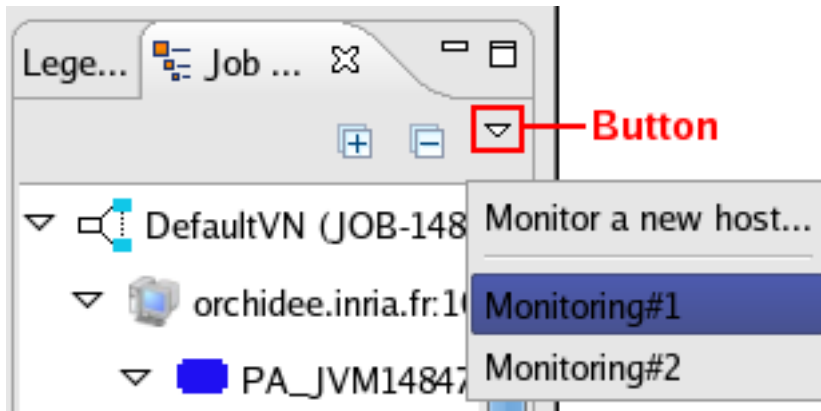 Lege... Job ...
Button
DefaultVN (JOB-148
Monitor a new host...
orchidee.inria.fr:1
Monitoring#1
PA_JVM14847
Monitoring#2